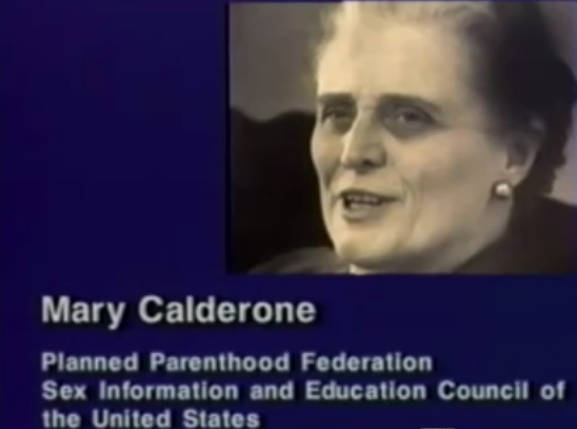 Mary Calderone
Planned Parenthood Federation
Sex Information and Education Council of
the United States